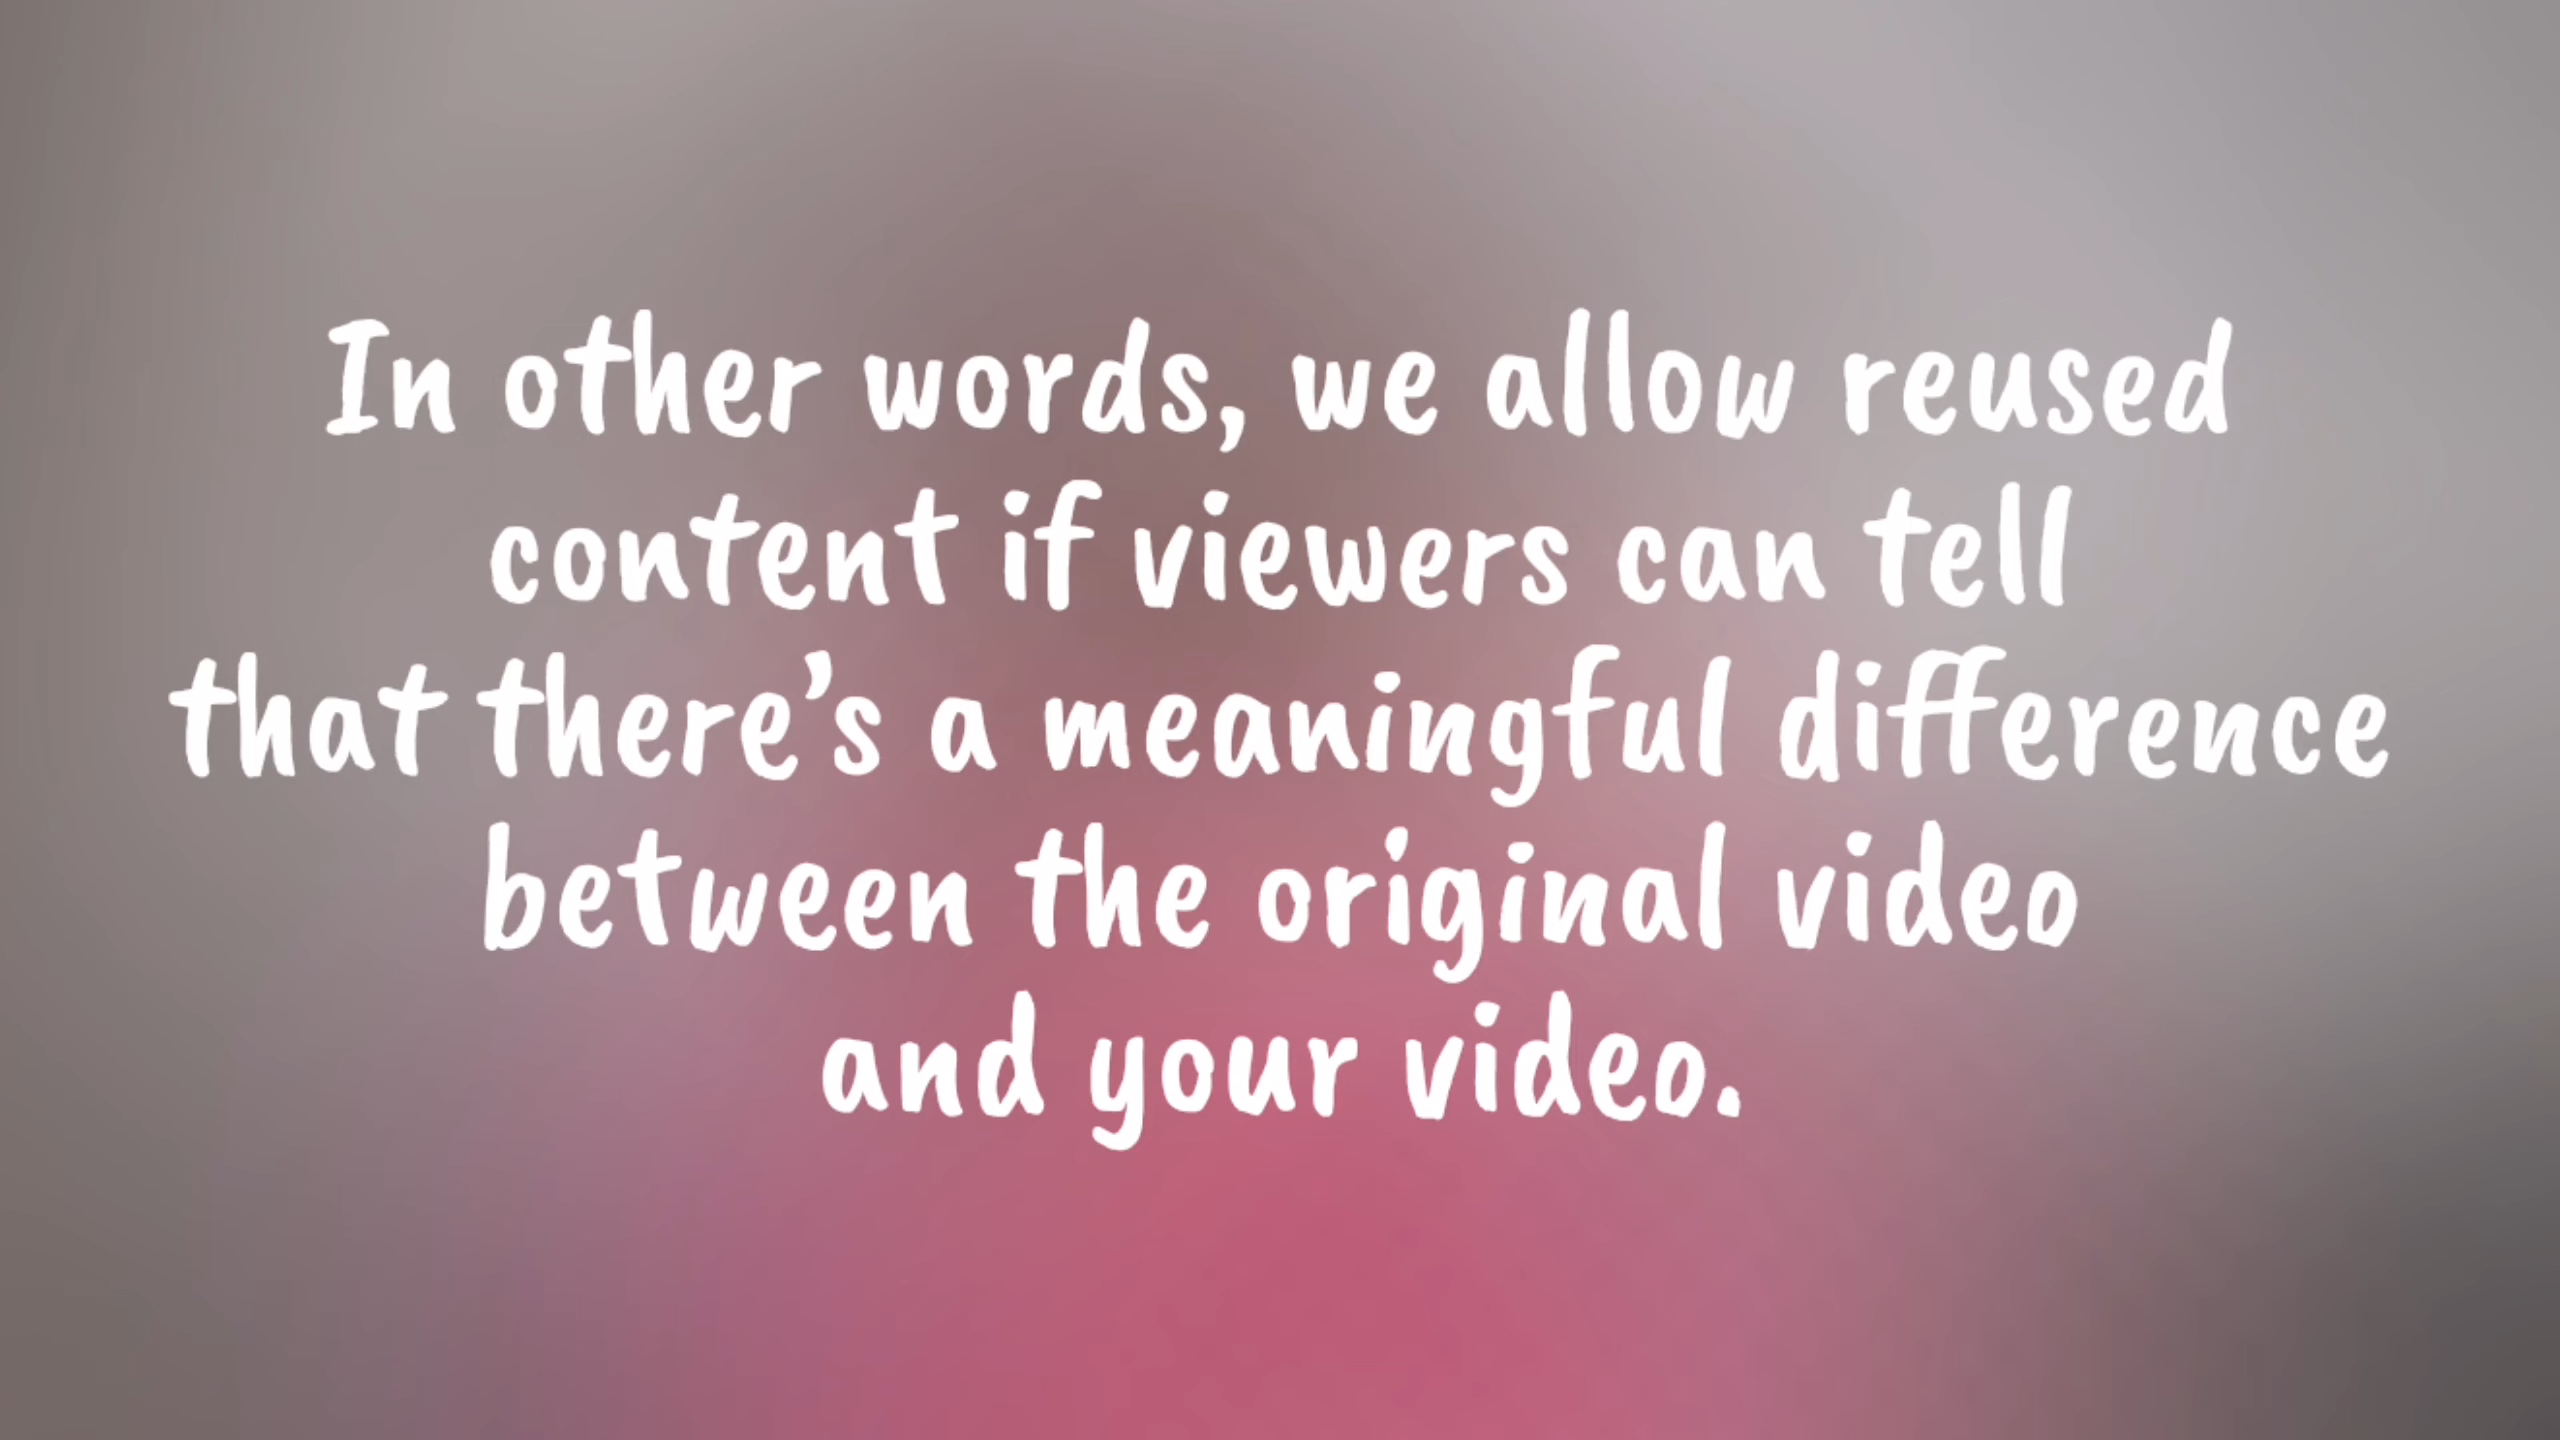 In other words, we allow reused
content if viewers can tell
that there’s a meaningful difference
between the original video
and your video.